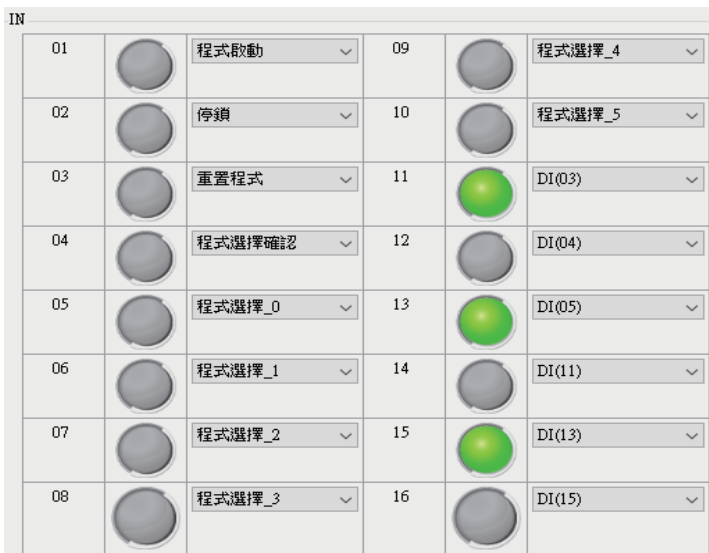 IN
01 程式啟動 09 程式選擇_4
02 停鎖 10 程式選擇_5
03 重置程式 11 DI(03)
04 程式選擇確認 12 DI(04)
05 程式選擇_0 13 DI(05)
06 程式選擇_1 14 DI(11)
07 程式選擇_2 15 DI(13)
08 程式選擇_3 16 DI(15)